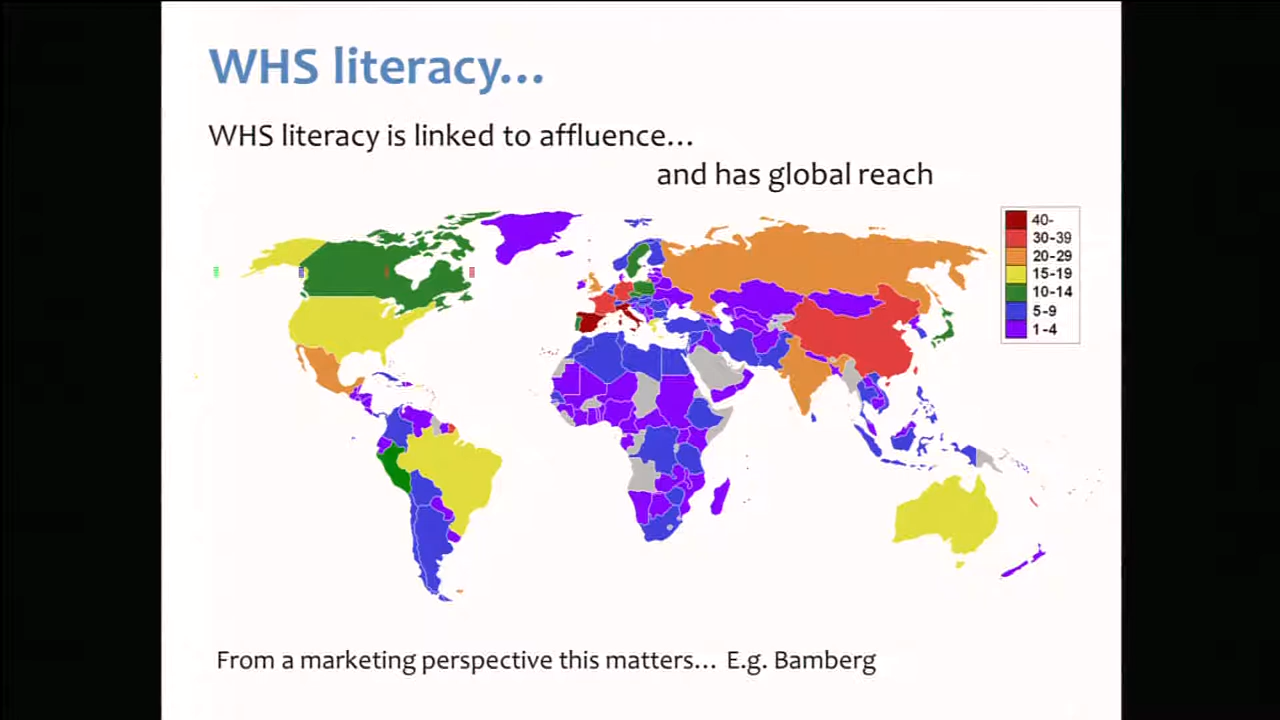 WHS literacy...
WHS literacy is linked to affluence...
and has global reach
40-
30-39
20-29
15-19
10-14
5-9
1-4
From a marketing perspective this matters... E.g. Bamberg